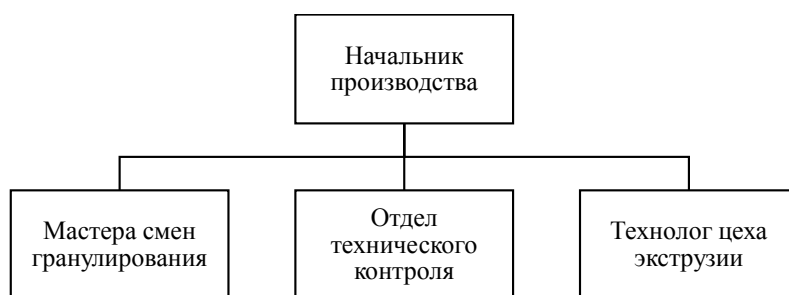 Начальник
производства
Мастера смен
гранулирования
Отдел
технического
контроля
Технолог цеха
экструзии